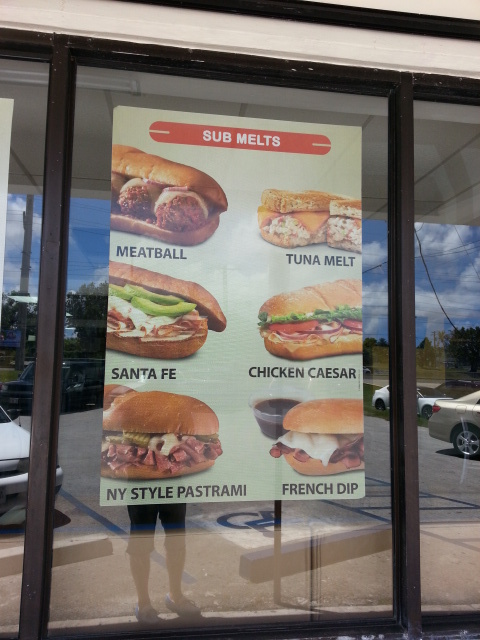 SUB MELTS
MEATBALL
TUNA MELT
SANTA FE
CHICKEN CAESAR
NY STYLE PASTRAMI
FRENCH DIP